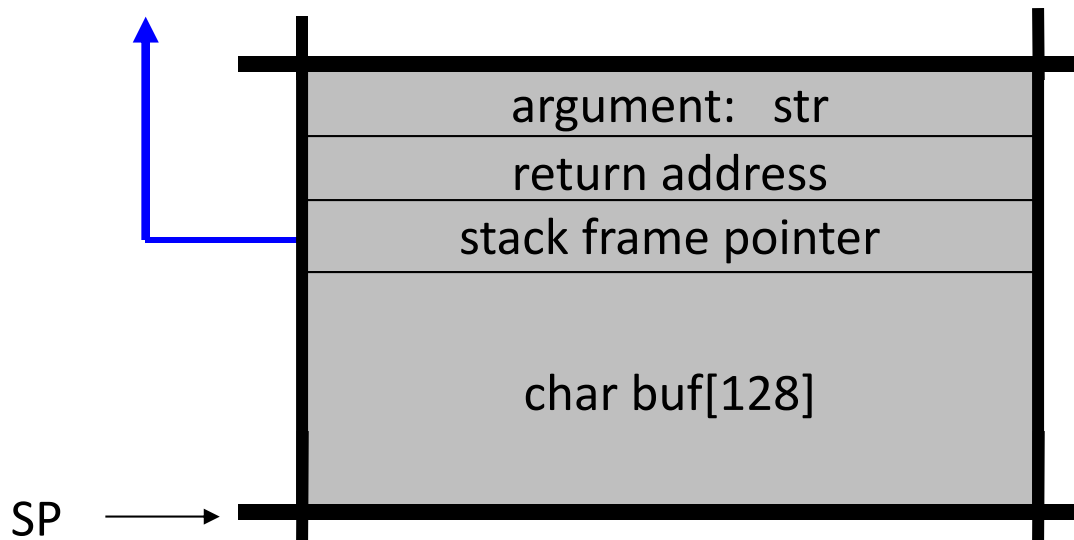 argument: str
return address
stack frame pointer
char buf[128]
SP